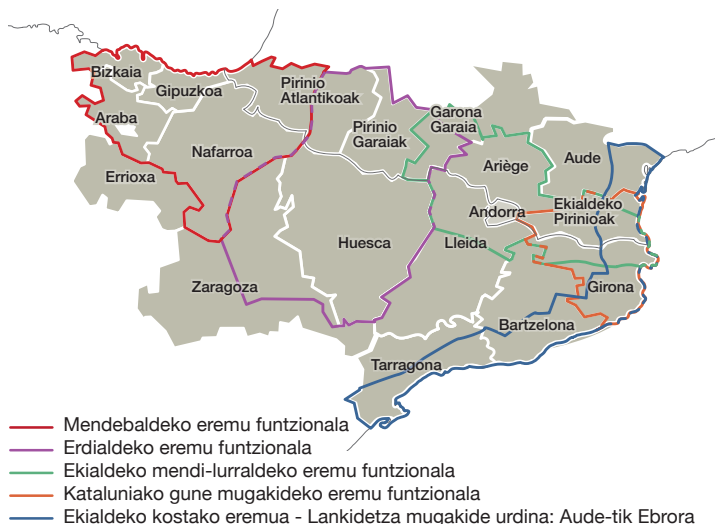 Bizkaia
Gipuzkoa
Araba
Pirinio
Atlantikoak
Pirinio
Garaiak
Garona
Garaia
Ariège
Aude
Nafarroa
Errioxa
Andorra
Ekialdeko
Pirinioak
Huesca
Lleida
Zaragoza
Girona
Bartzelona
Tarragona
Mendebaldeko eremu funtzionala
Erdialdeko eremu funtzionala
Ekialdeko mendi-lurraldeko eremu funtzionala
Kataluniako gune mugakideko eremu funtzionala
Ekialdeko kostako eremua - Lankidetza mugakide urdina: Aude-tik Ebrora